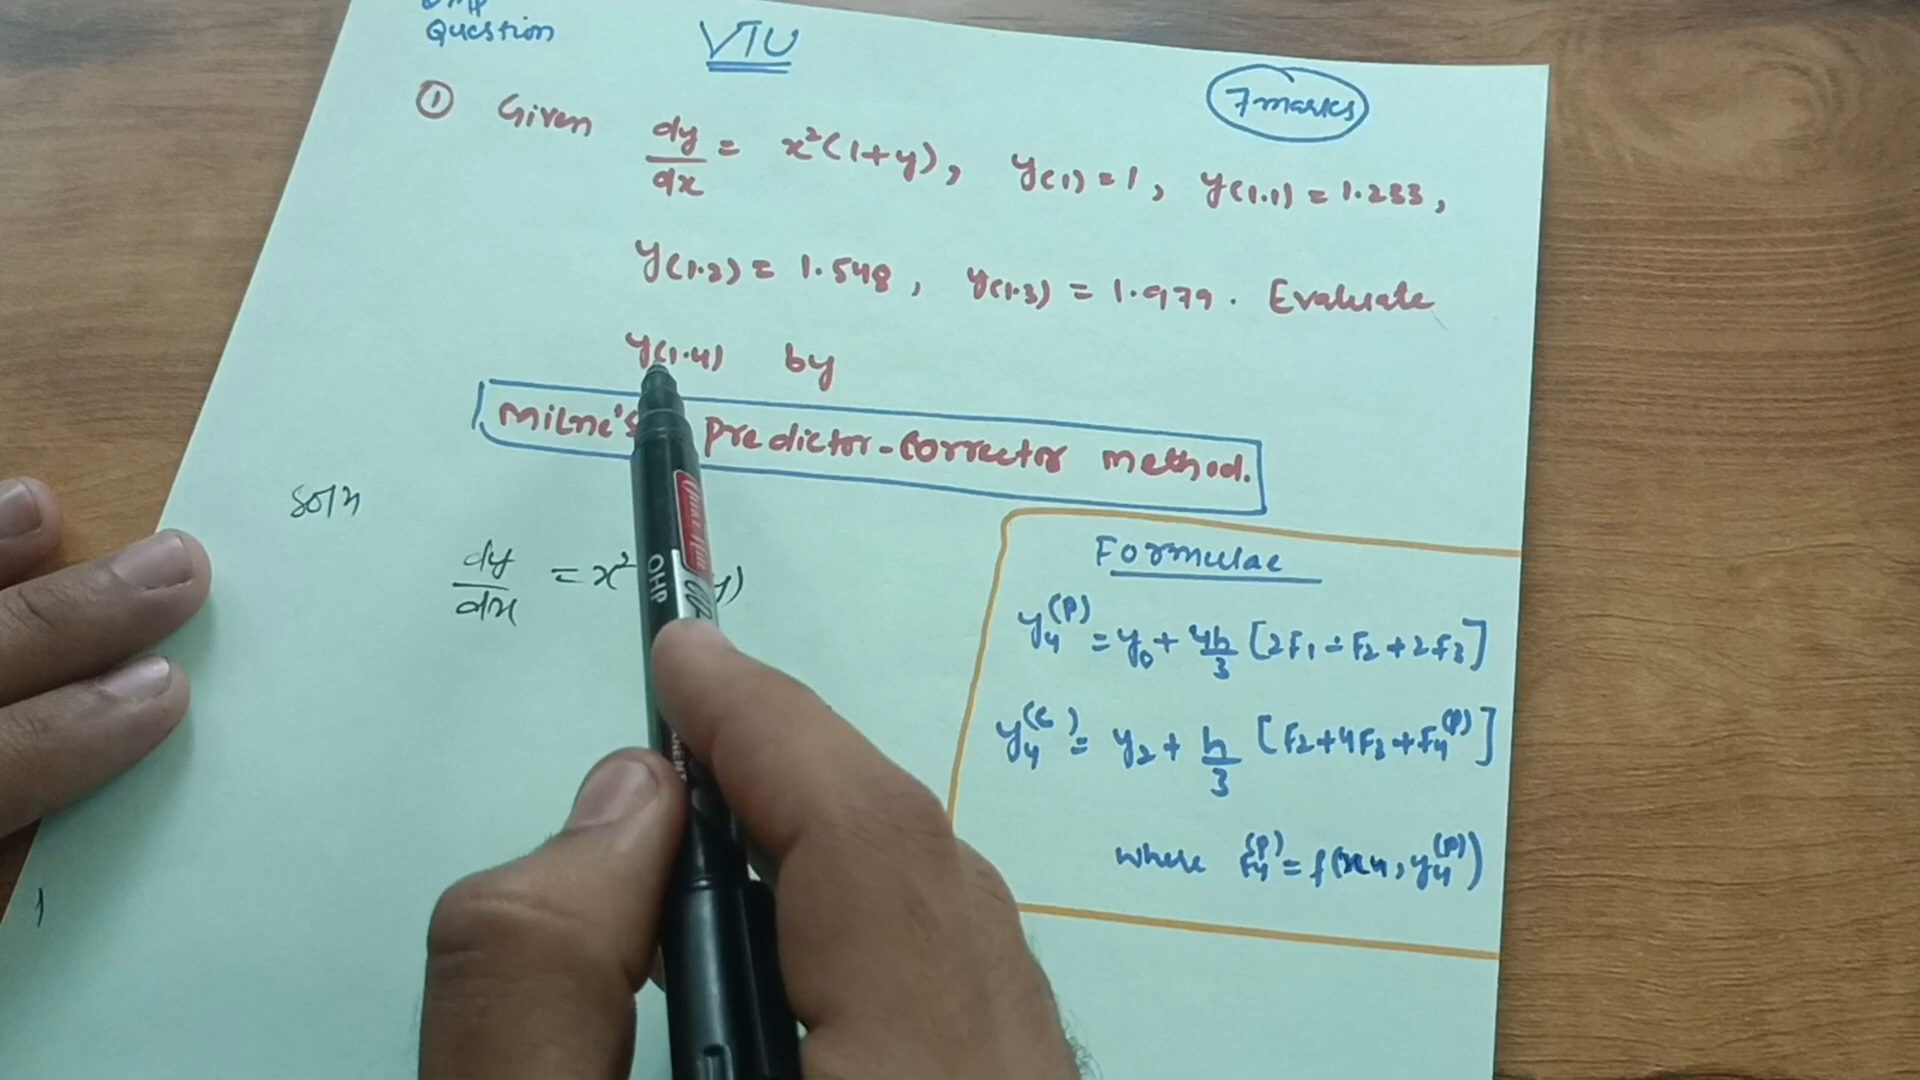 Question
VTU
7 marks
① Given dy/dx = x²(1+y), y(1) = 1, y(1.1) = 1.233,
y(1.2) = 1.548, y(1.3) = 1.979. Evaluate
y(1.4) by
Milne's Predictor-Corrector method.
Soln
dy/dx = x² y)
OHP
Formulae
y₄⁽ᴾ⁾ = y₀ + 4h/3 [2F₁ - F₂ + 2F₃]
y₄⁽ᶜ⁾ = y₂ + h/3 [F₂ + 4F₃ + F₄⁽ᴾ⁾]
where F₄⁽ᴾ⁾ = f(x₄, y₄⁽ᴾ⁾)